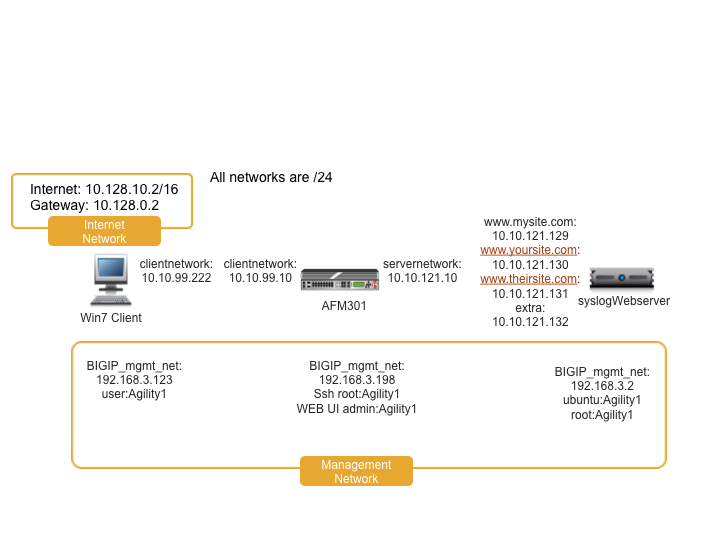 All networks are /24
Internet: 10.128.10.2/16
Gateway: 10.128.0.2
Internet
Network
www.mysite.com:
10.10.121.129
www.yoursite.com:
10.10.121.130
www.theirsite.com:
10.10.121.131
extra:
10.10.121.132
clientnetwork:
10.10.99.222
clientnetwork:
10.10.99.10
servernetwork:
10.10.121.10
Win7 Client
AFM301
syslogWebserver
BIGIP_mgmt_net:
192.168.3.123
user:Agility1
BIGIP_mgmt_net:
192.168.3.198
Ssh root:Agility1
WEB UI admin:Agility1
BIGIP_mgmt_net:
192.168.3.2
ubuntu:Agility1
root:Agility1
Management
Network